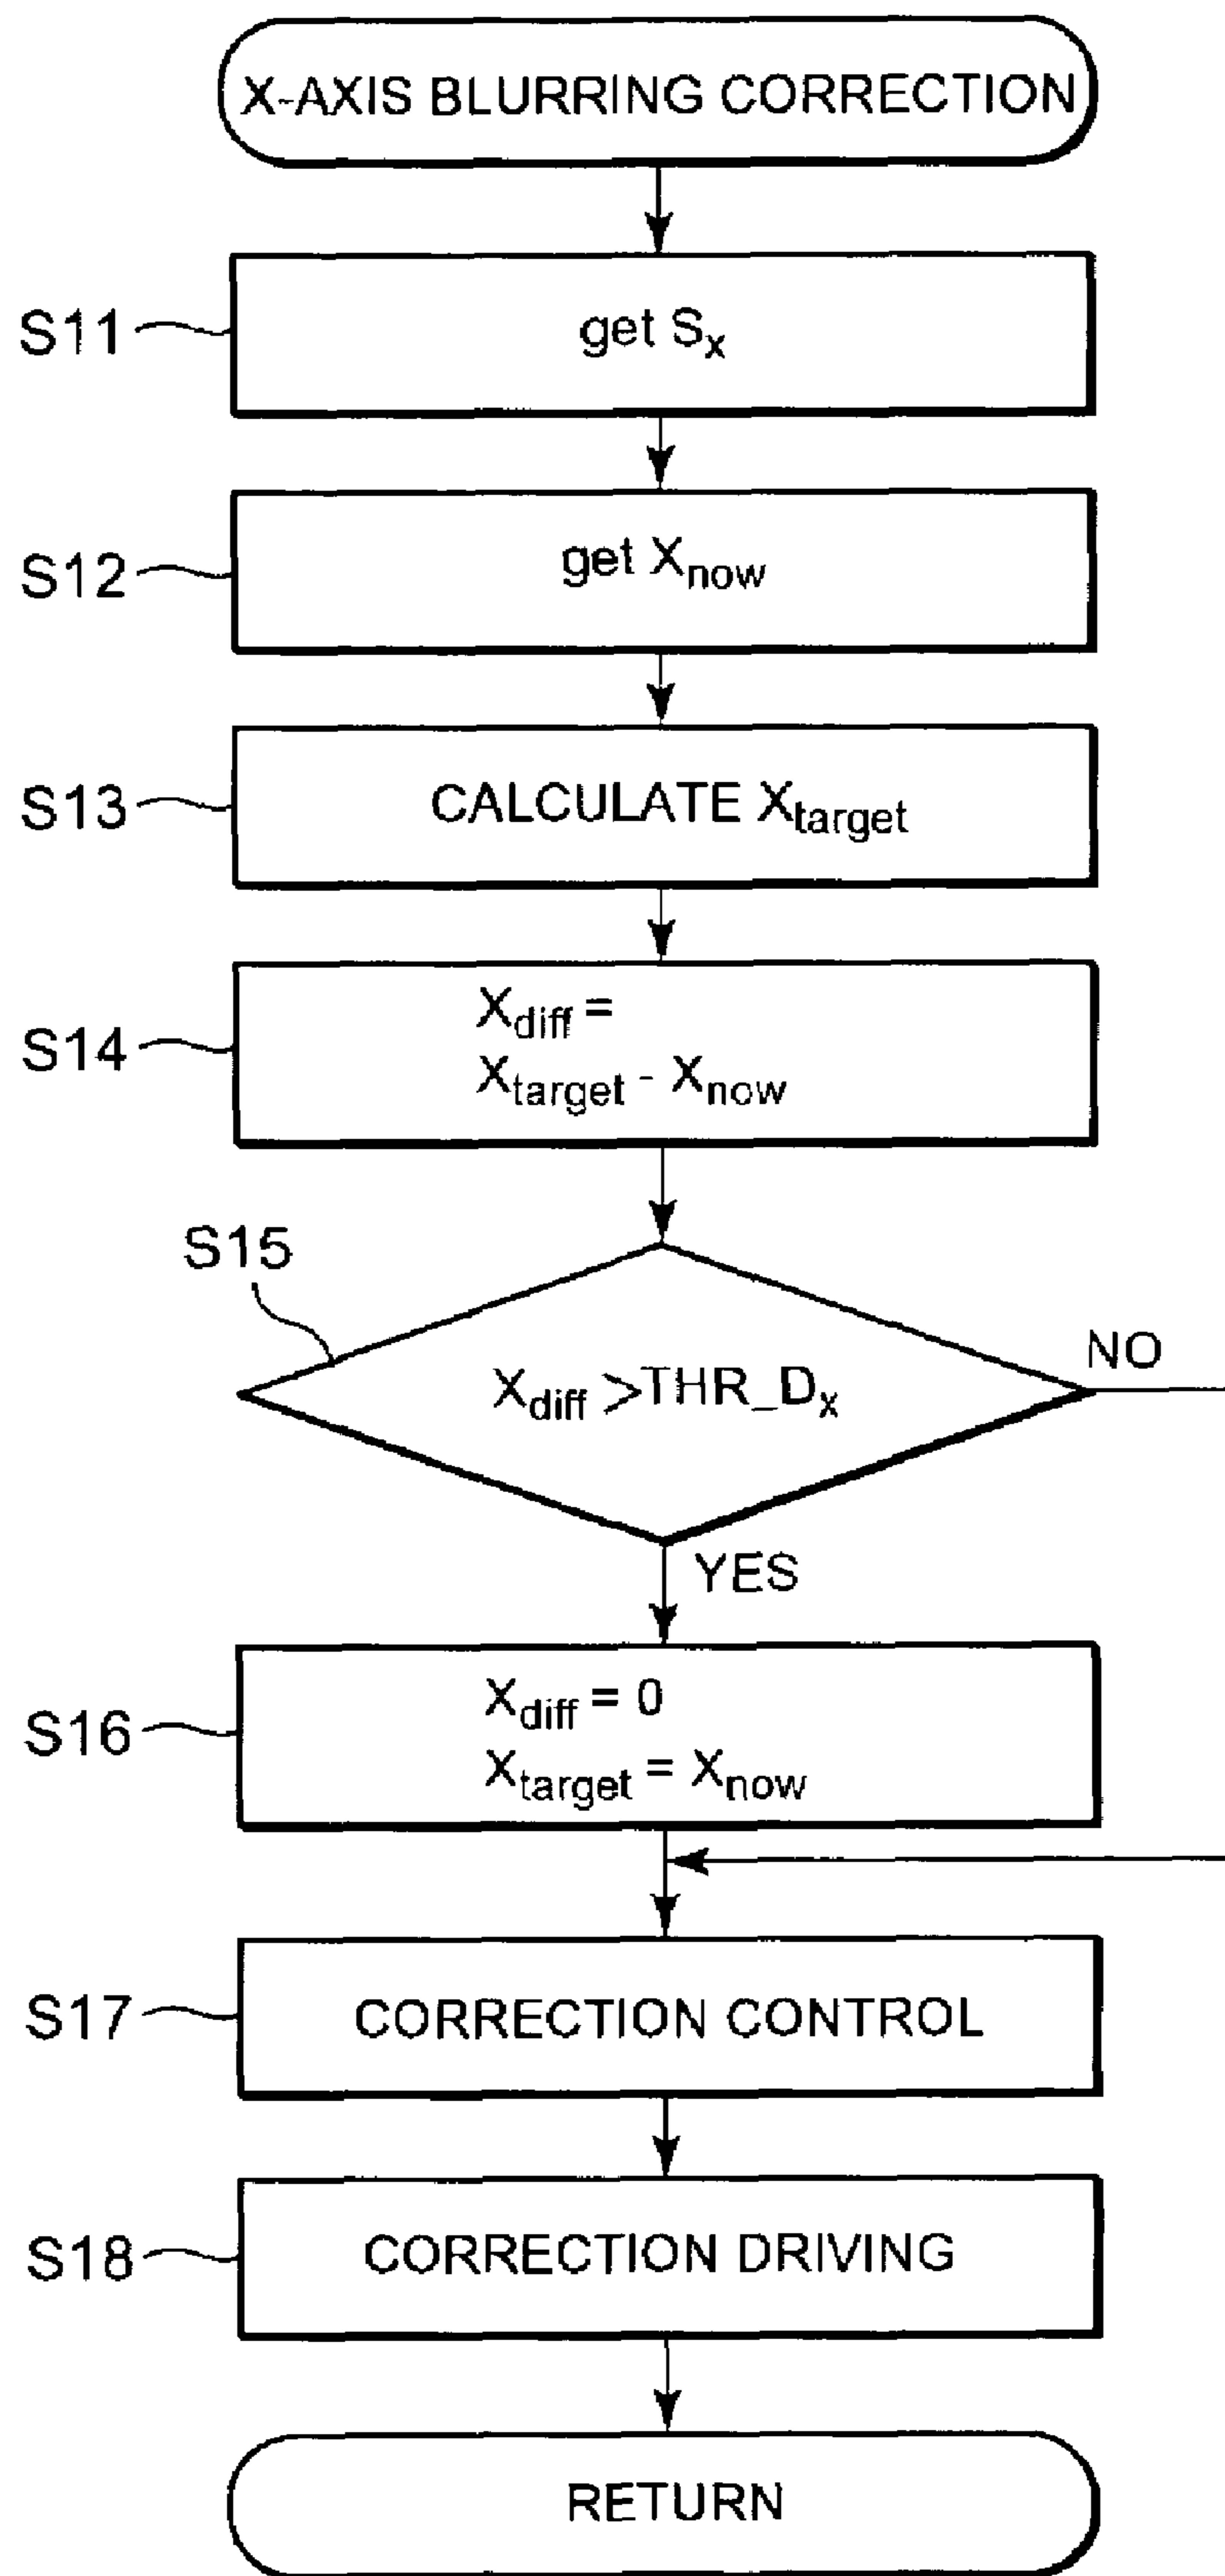 X-AXIS BLURRING CORRECTION
S11
get Sx
S12
get Xnow
S13
CALCULATE Xtarget
S14
Xdiff =
Xtarget - Xnow
S15
Xdiff >THR_Dx
NO
YES
S16
Xdiff = 0
Xtarget = Xnow
S17
CORRECTION CONTROL
S18
CORRECTION DRIVING
RETURN